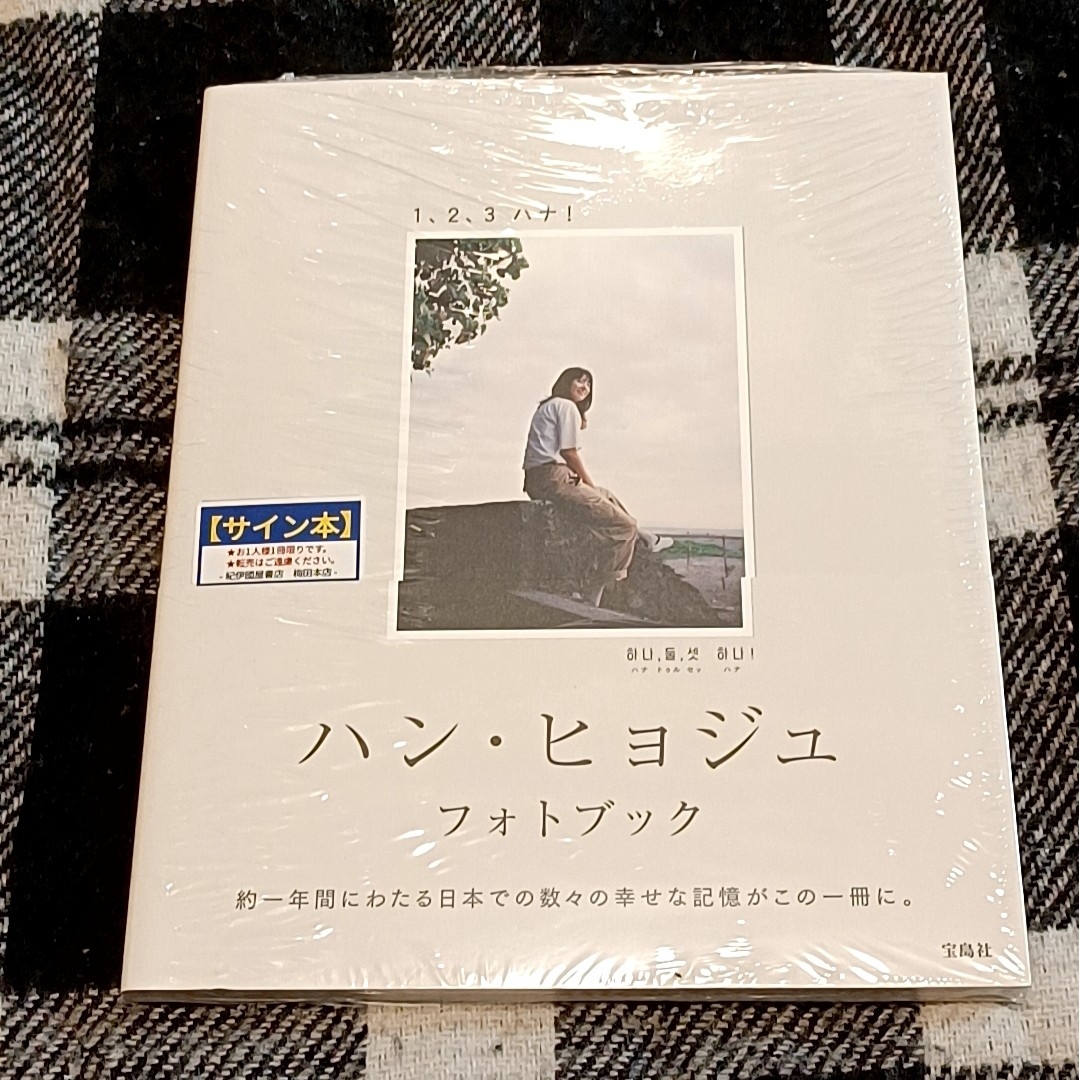 1、2、3 ハナ!
【サイン本】
★お1人様1冊限りです。
★転売はご遠慮ください。
- 紀伊國屋書店 梅田本店 -
하나,둘,셋 하나!
ハナ トゥル セッ ハナ
ハン・ヒョジュ
フォトブック
約一年間にわたる日本での数々の幸せな記憶がこの一冊に。
宝島社